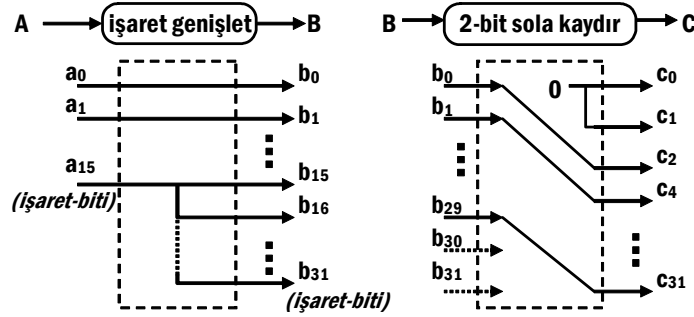 A işaret genişlet B
B 2-bit sola kaydır C
a0 b0
a1 b1
a15 b15
(işaret-biti) b16
b31
(işaret-biti)
b0 0 c0
b1 c1
c2
c4
b29
b30
b31 c31